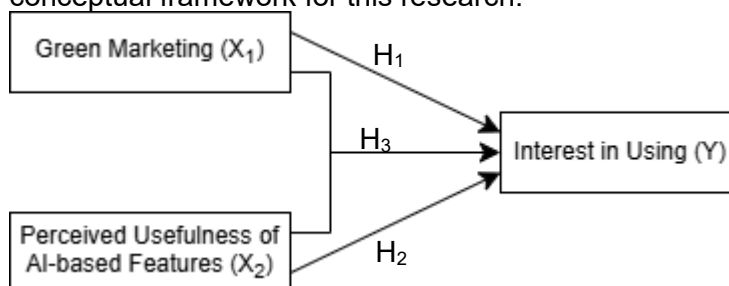 conceptual framework for this research.
Green Marketing (X₁)
H₁
H₃
Interest in Using (Y)
Perceived Usefulness of
AI-based Features (X₂)
H₂